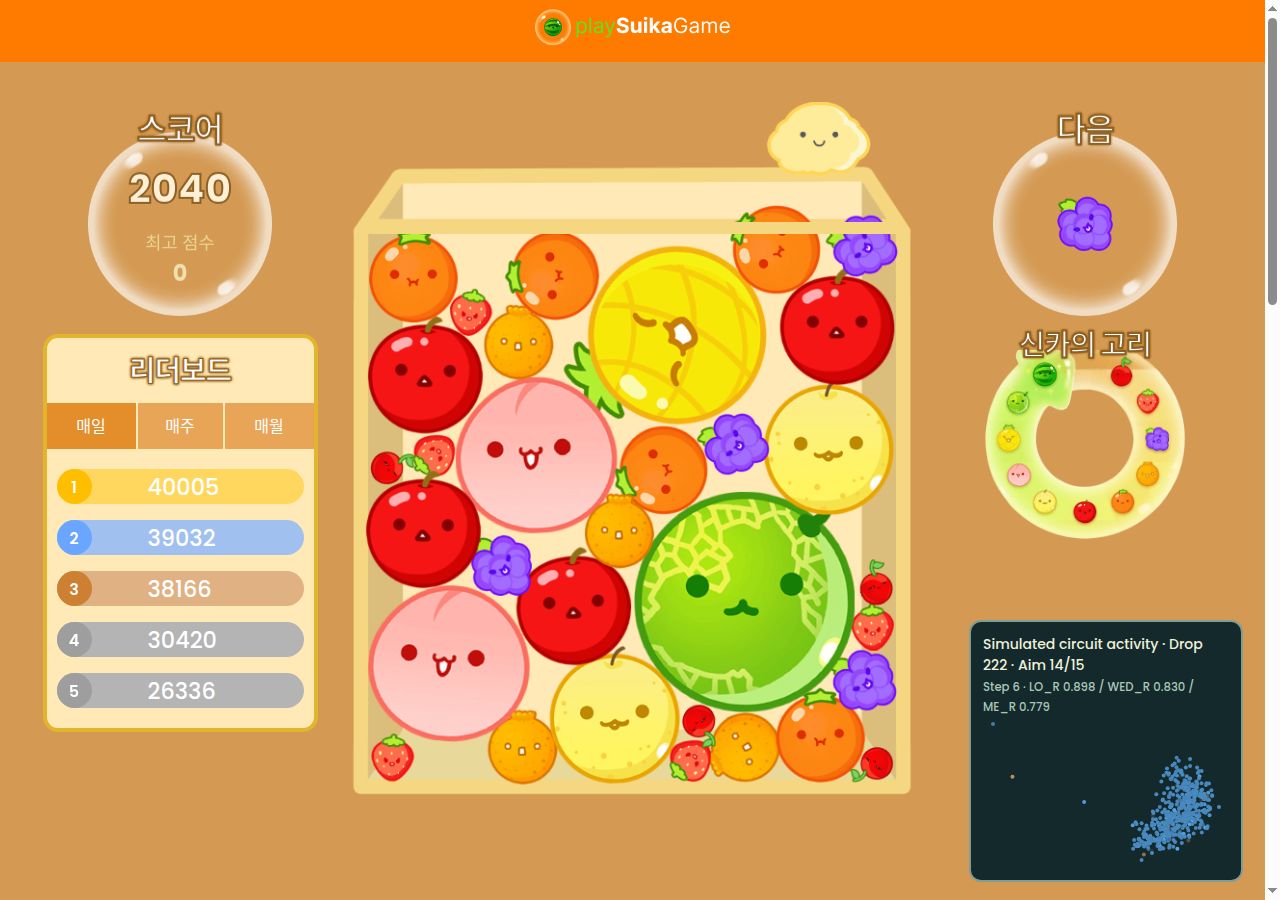 playSuikaGame
스코어
2040
최고 점수
0
리더보드
매일 매주 매월
1 40005
2 39032
3 38166
4 30420
5 26336
다음
신카의 고리
Simulated circuit activity · Drop
222 · Aim 14/15
Step 6 · LO_R 0.898 / WED_R 0.830 /
ME_R 0.779